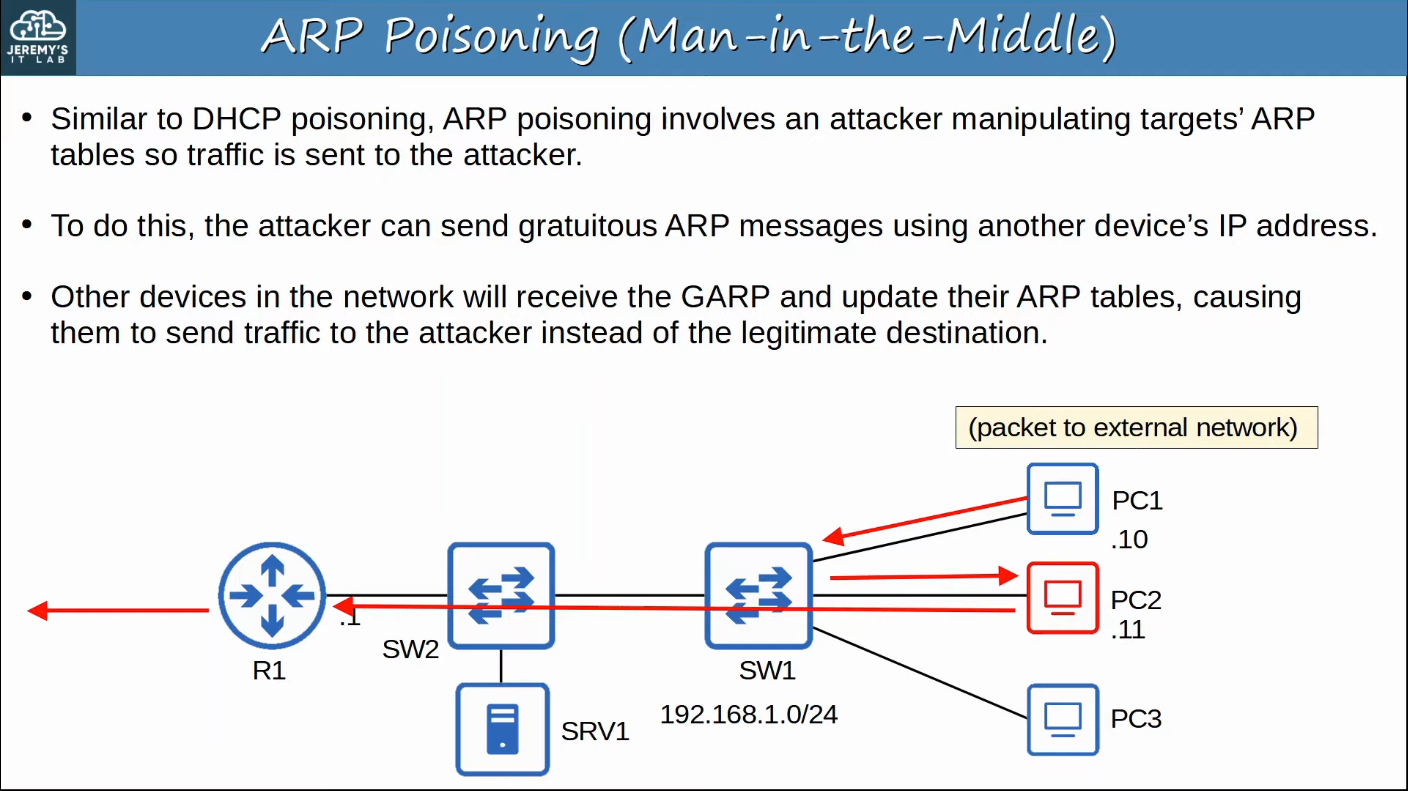 JEREMY'S
IT LAB
ARP Poisoning (Man-in-the-Middle)
• Similar to DHCP poisoning, ARP poisoning involves an attacker manipulating targets’ ARP
tables so traffic is sent to the attacker.
• To do this, the attacker can send gratuitous ARP messages using another device’s IP address.
• Other devices in the network will receive the GARP and update their ARP tables, causing
them to send traffic to the attacker instead of the legitimate destination.
(packet to external network)
PC1
.10
PC2
.11
.1
SW2
R1
SW1
192.168.1.0/24
SRV1
PC3